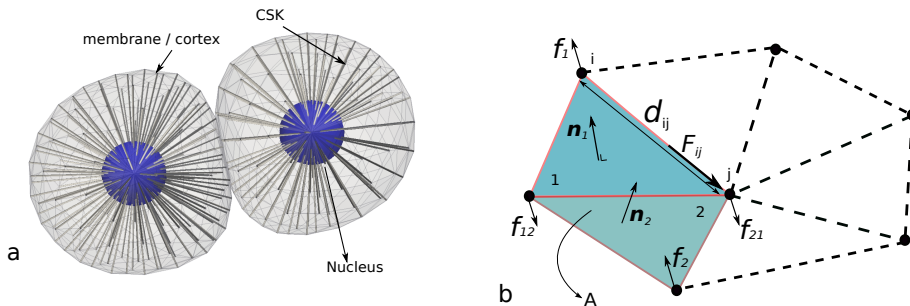 CSK
membrane / cortex
Nucleus
a
f1
i
dij
n1
Fij
j
1
2
n2
f12
f21
f2
A
b